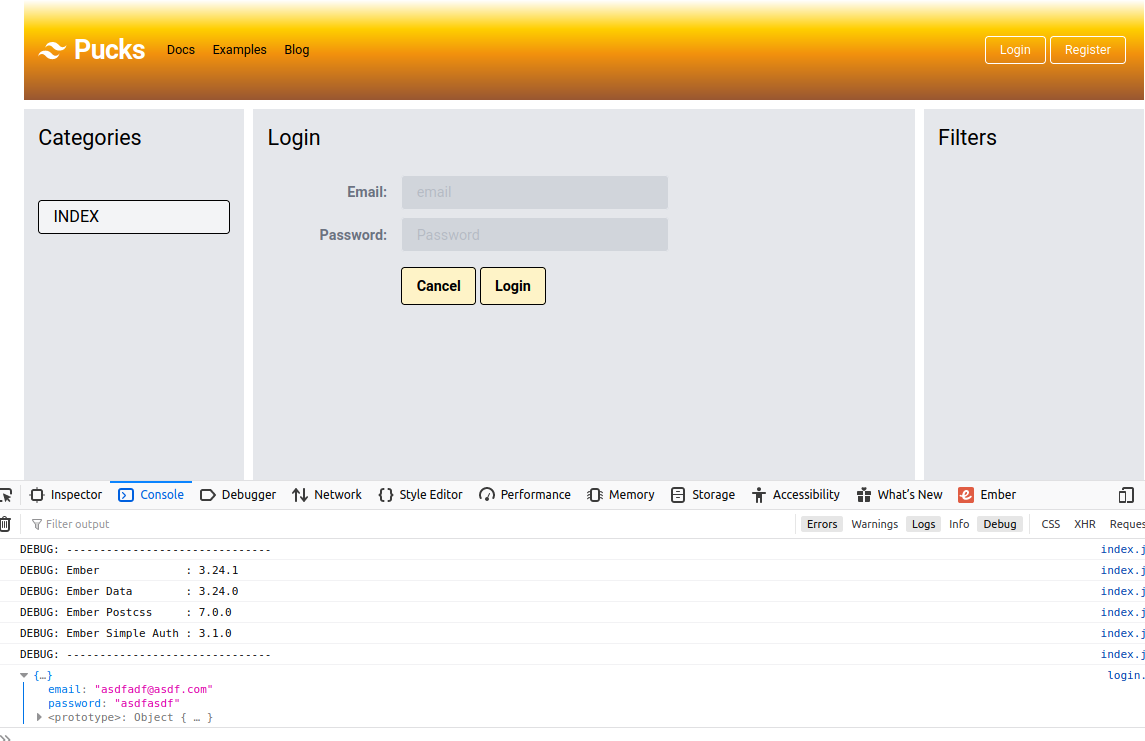 Pucks Docs Examples Blog Login Register
Categories
INDEX
Login
Email: email
Password: Password
Cancel Login
Filters
Inspector Console Debugger Network Style Editor Performance Memory Storage Accessibility What's New Ember
Filter output Errors Warnings Logs Info Debug CSS XHR Reques
DEBUG: ------------------------------- index.j
DEBUG: Ember : 3.24.1 index.j
DEBUG: Ember Data : 3.24.0 index.j
DEBUG: Ember Postcss : 7.0.0 index.j
DEBUG: Ember Simple Auth : 3.1.0 index.j
DEBUG: ------------------------------- index.j
{…} login.
email: "asdfadf@asdf.com"
password: "asdfasdf"
<prototype>: Object { … }